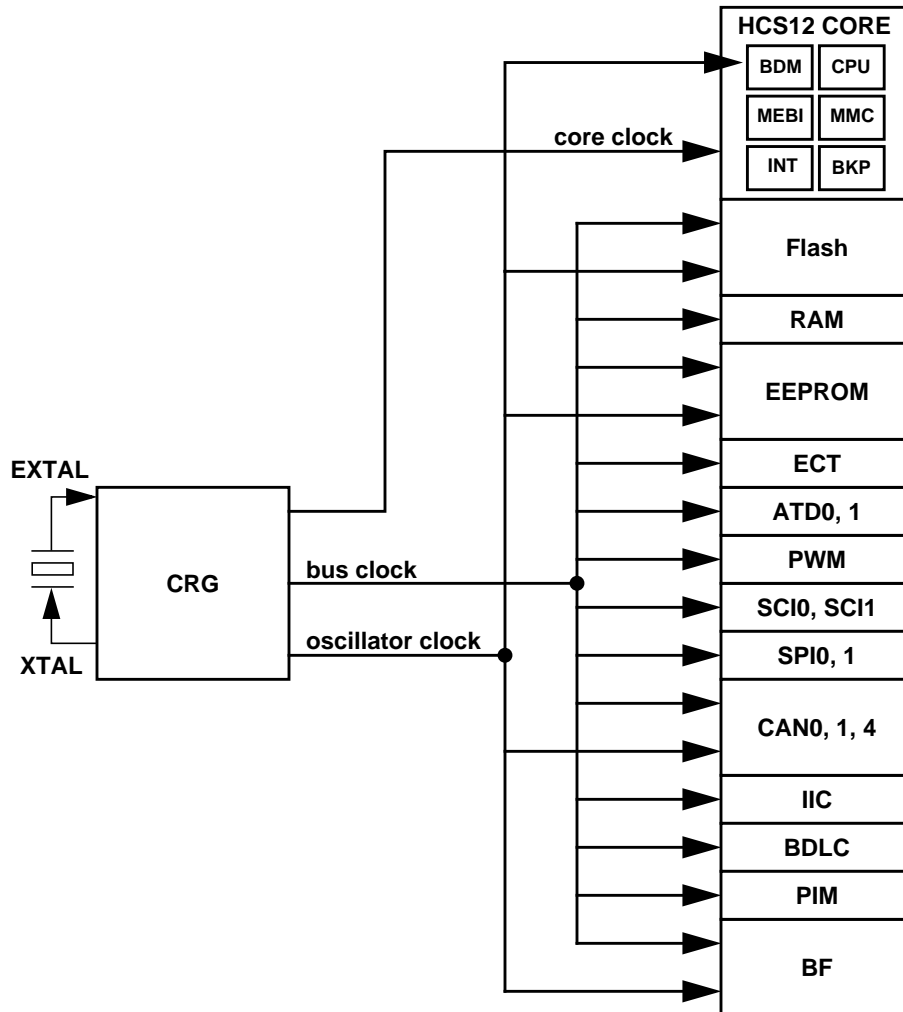 HCS12 CORE
BDM
CPU
MEBI
MMC
core clock
INT
BKP
Flash
RAM
EEPROM
EXTAL
ECT
ATD0, 1
PWM
bus clock
CRG
SCI0, SCI1
oscillator clock
XTAL
SPI0, 1
CAN0, 1, 4
IIC
BDLC
PIM
BF